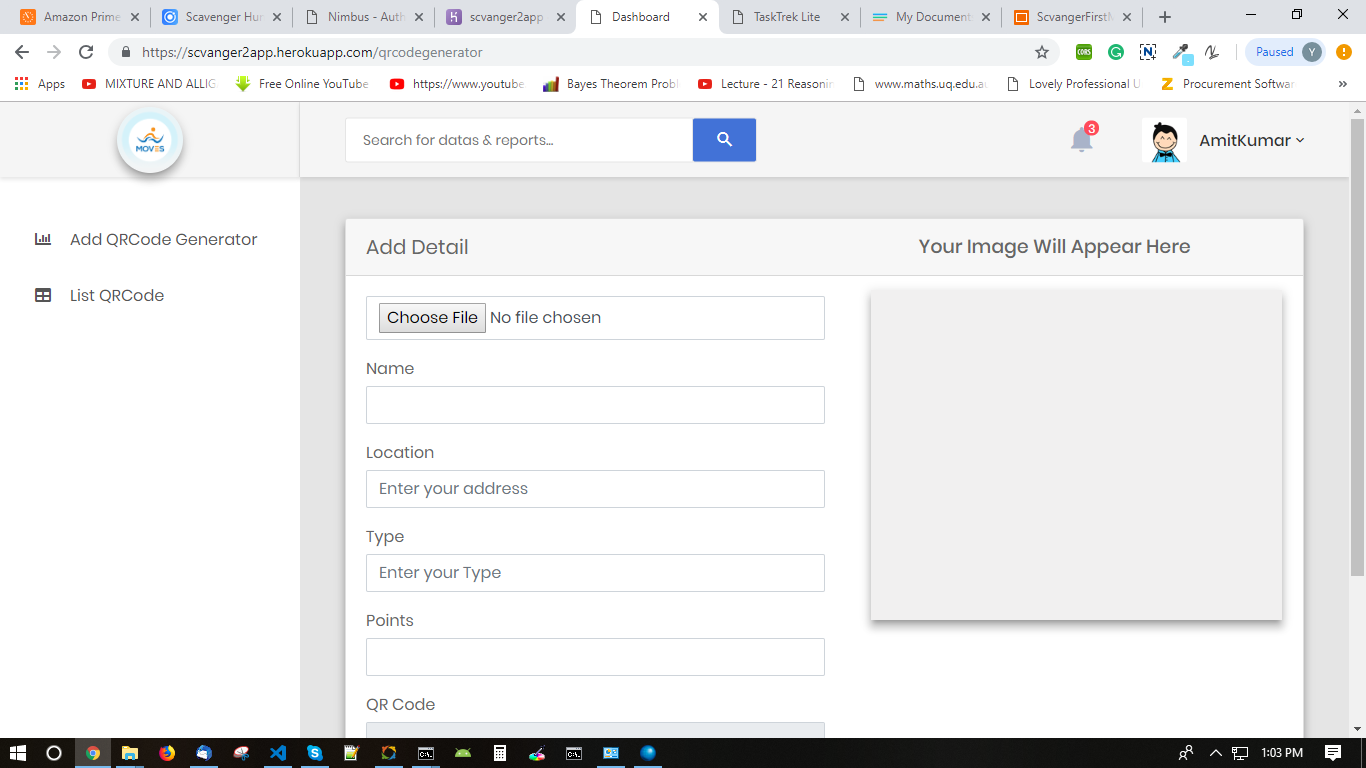 Amazon Prime
Scavenger Hun
Nimbus - Auth
scvanger2app
Dashboard
TaskTrek Lite
My Document
ScvangerFirstM
https://scvanger2app.herokuapp.com/qrcodegenerator
CORS
Paused
Y
Apps
MIXTURE AND ALLIG
Free Online YouTube
https://www.youtube
Bayes Theorem Probl
Lecture - 21 Reasonin
www.maths.uq.edu.au
Lovely Professional U
Procurement Softwar
MOVES
Search for datas & reports...
3
AmitKumar
Add QRCode Generator
List QRCode
Add Detail
Your Image Will Appear Here
Choose File No file chosen
Name
Location
Enter your address
Type
Enter your Type
Points
QR Code
1:03 PM